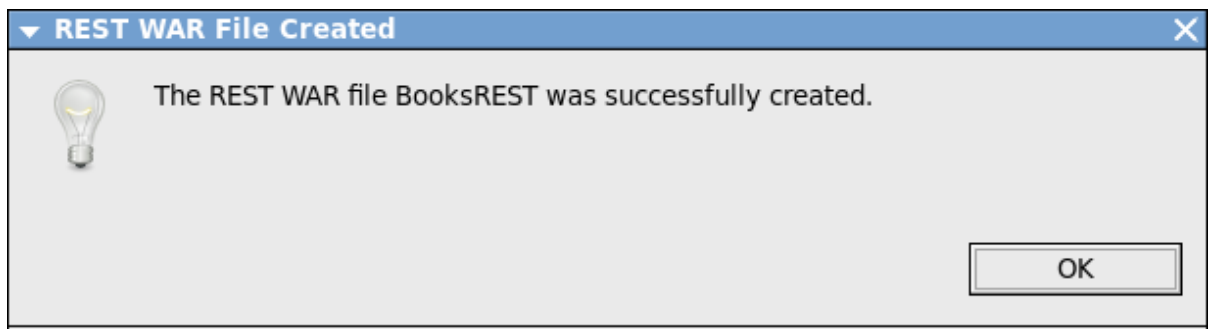 REST WAR File Created
The REST WAR file BooksREST was successfully created.
OK